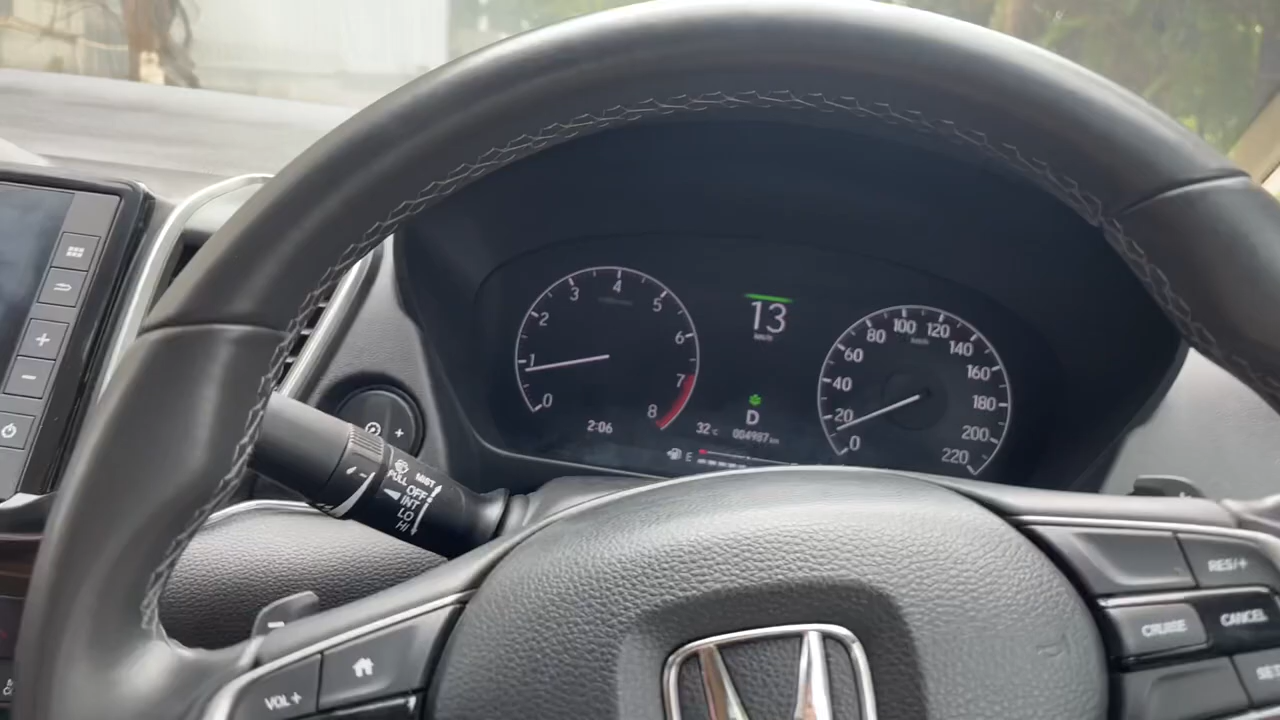 0
1
2
3
4
5
6
7
8
2:06
13
km/h
D
32°C
004987 km
E
0
20
40
60
80
100
120
140
160
180
200
220
km/h
+
−
+
PULL
MIST
OFF
INT
LO
HI
VOL+
RES/+
CRUISE
CANCEL
SET